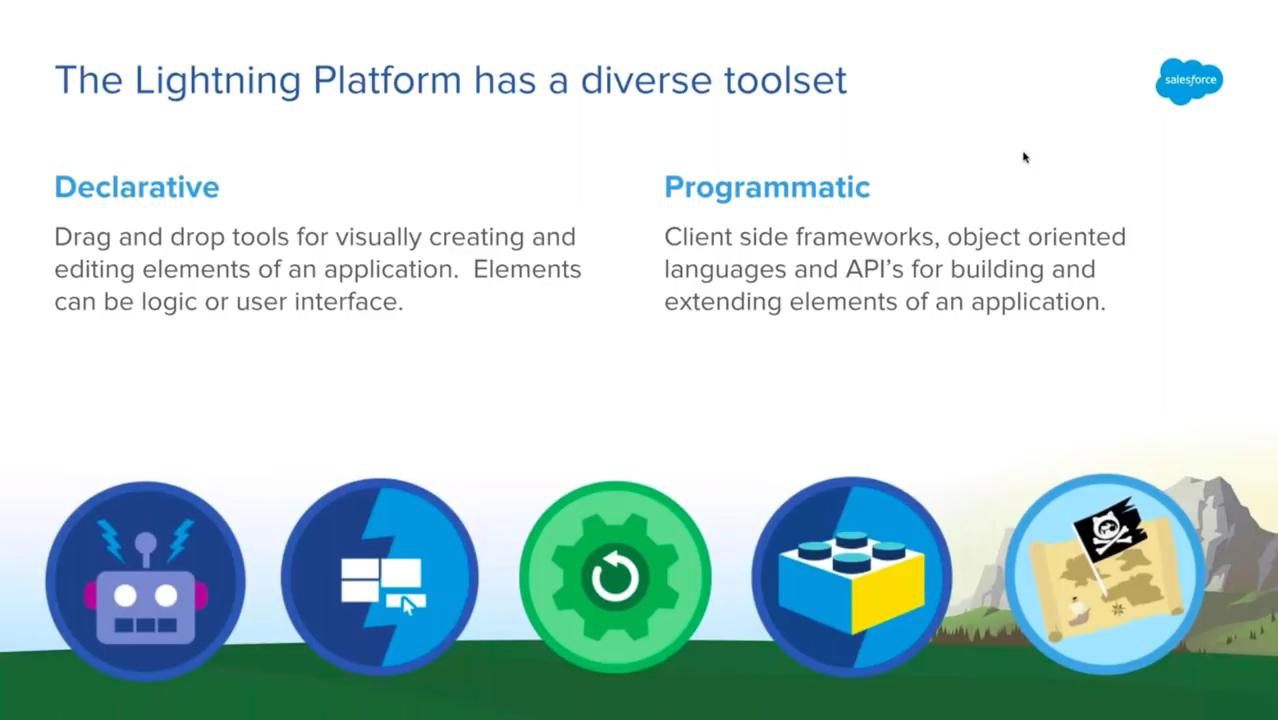 The Lightning Platform has a diverse toolset
salesforce
Declarative
Drag and drop tools for visually creating and
editing elements of an application.  Elements
can be logic or user interface.
Programmatic
Client side frameworks, object oriented
languages and API’s for building and
extending elements of an application.